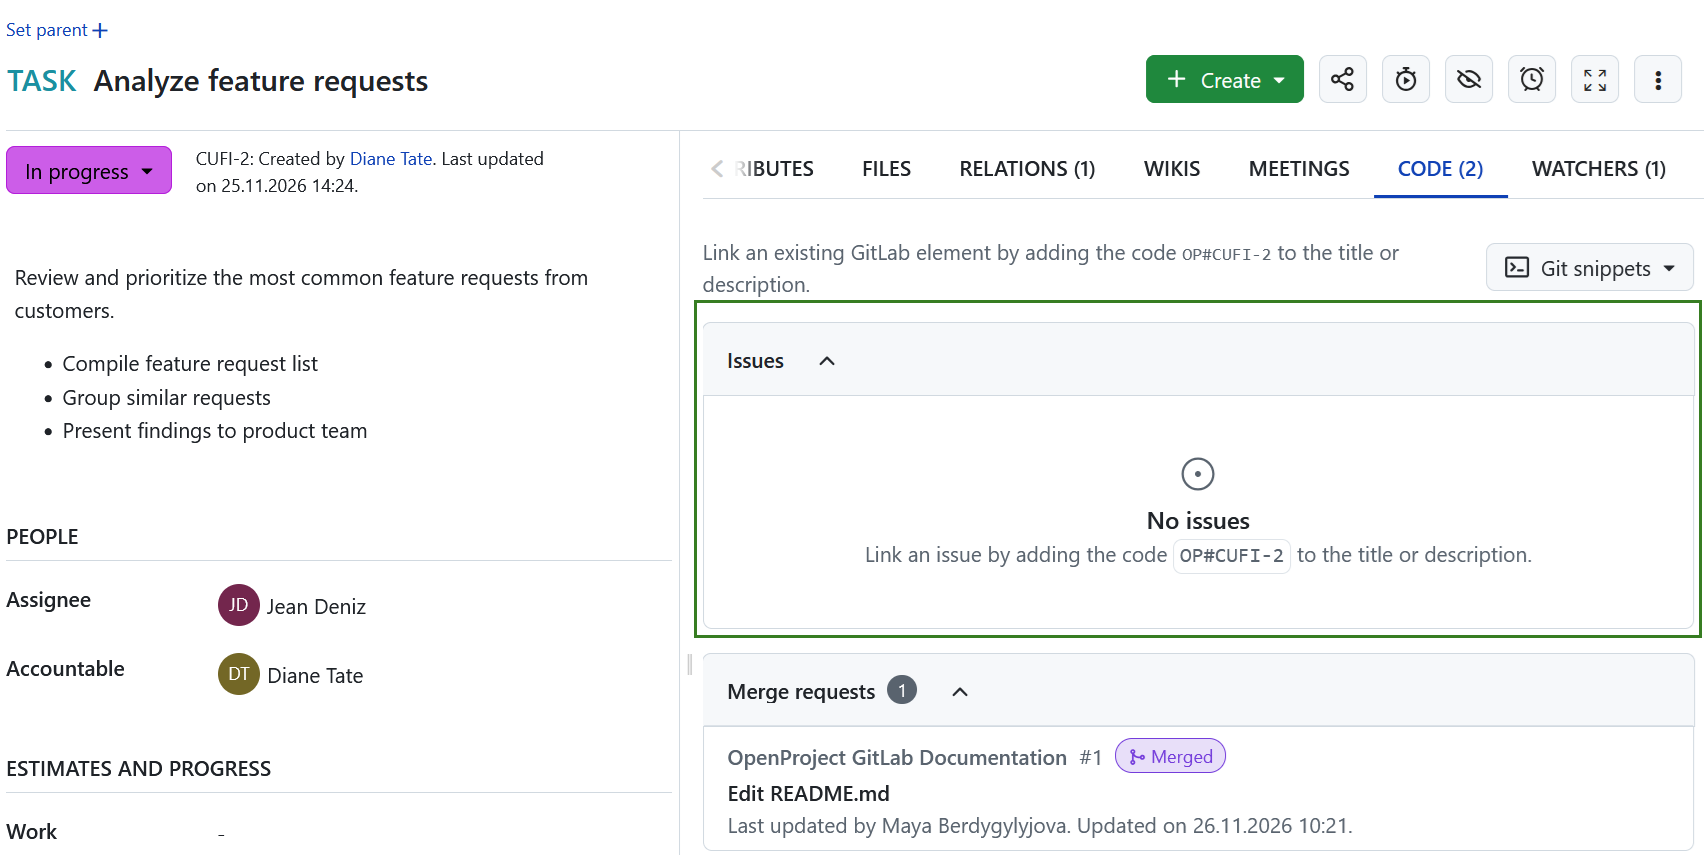 Set parent +
TASK Analyze feature requests
+ Create
In progress
CUFI-2: Created by Diane Tate. Last updated
on 25.11.2026 14:24.
Review and prioritize the most common feature requests from
customers.
• Compile feature request list
• Group similar requests
• Present findings to product team
PEOPLE
Assignee JD Jean Deniz
Accountable DT Diane Tate
ESTIMATES AND PROGRESS
Work -
RIBUTES FILES RELATIONS (1) WIKIS MEETINGS CODE (2) WATCHERS (1)
Link an existing GitLab element by adding the code OP#CUFI-2 to the title or
description.
Git snippets
Issues
No issues
Link an issue by adding the code OP#CUFI-2 to the title or description.
Merge requests 1
OpenProject GitLab Documentation #1 Merged
Edit README.md
Last updated by Maya Berdygylyjova. Updated on 26.11.2026 10:21.